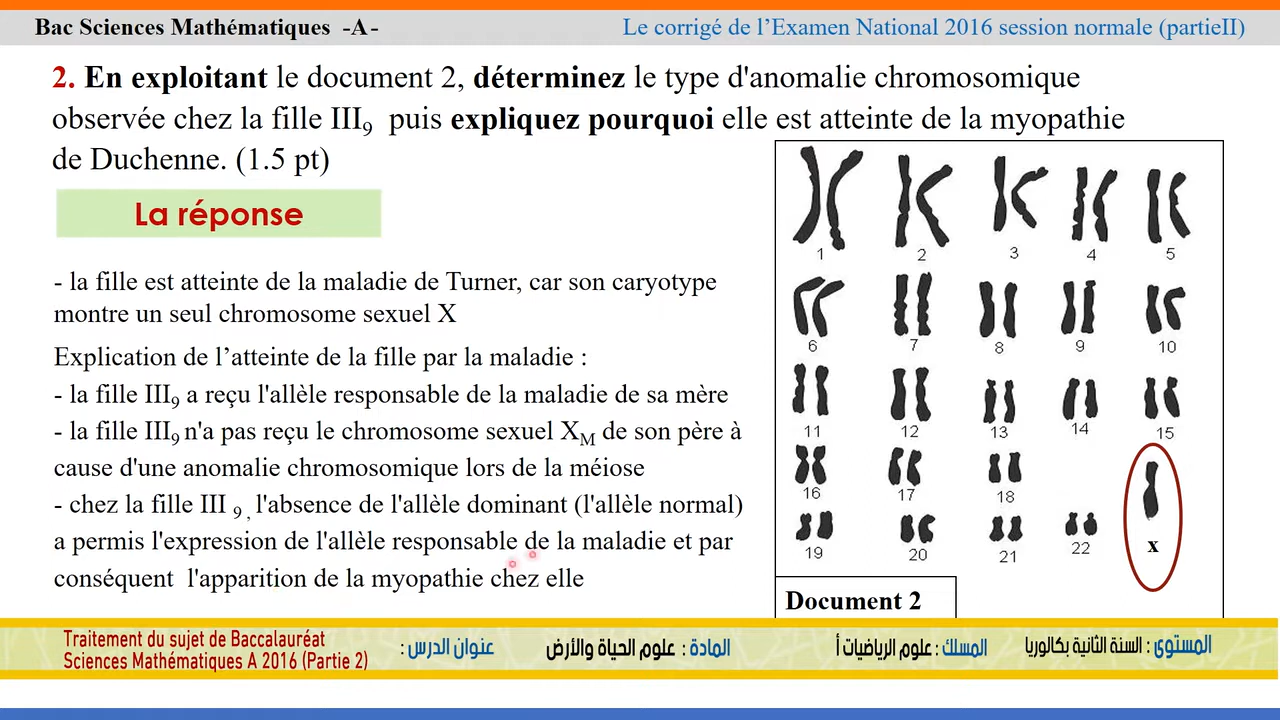 Bac Sciences Mathématiques -A-
Le corrigé de l’Examen National 2016 session normale (partieII)
2. En exploitant le document 2, déterminez le type d'anomalie chromosomique
observée chez la fille III9 puis expliquez pourquoi elle est atteinte de la myopathie
de Duchenne. (1.5 pt)
La réponse
- la fille est atteinte de la maladie de Turner, car son caryotype
montre un seul chromosome sexuel X
Explication de l’atteinte de la fille par la maladie :
- la fille III9 a reçu l'allèle responsable de la maladie de sa mère
- la fille III9 n'a pas reçu le chromosome sexuel XM de son père à
cause d'une anomalie chromosomique lors de la méiose
- chez la fille III 9 , l'absence de l'allèle dominant (l'allèle normal)
a permis l'expression de l'allèle responsable de la maladie et par
conséquent l'apparition de la myopathie chez elle
1 2 3 4 5
6 7 8 9 10
11 12 13 14 15
16 17 18
19 20 21 22 x
Document 2
المستوى : السنة الثانية بكالوريا
المسلك : علوم الرياضيات أ
المادة : علوم الحياة والأرض
عنوان الدرس :
Traitement du sujet de Baccalauréat
Sciences Mathématiques A 2016 (Partie 2)